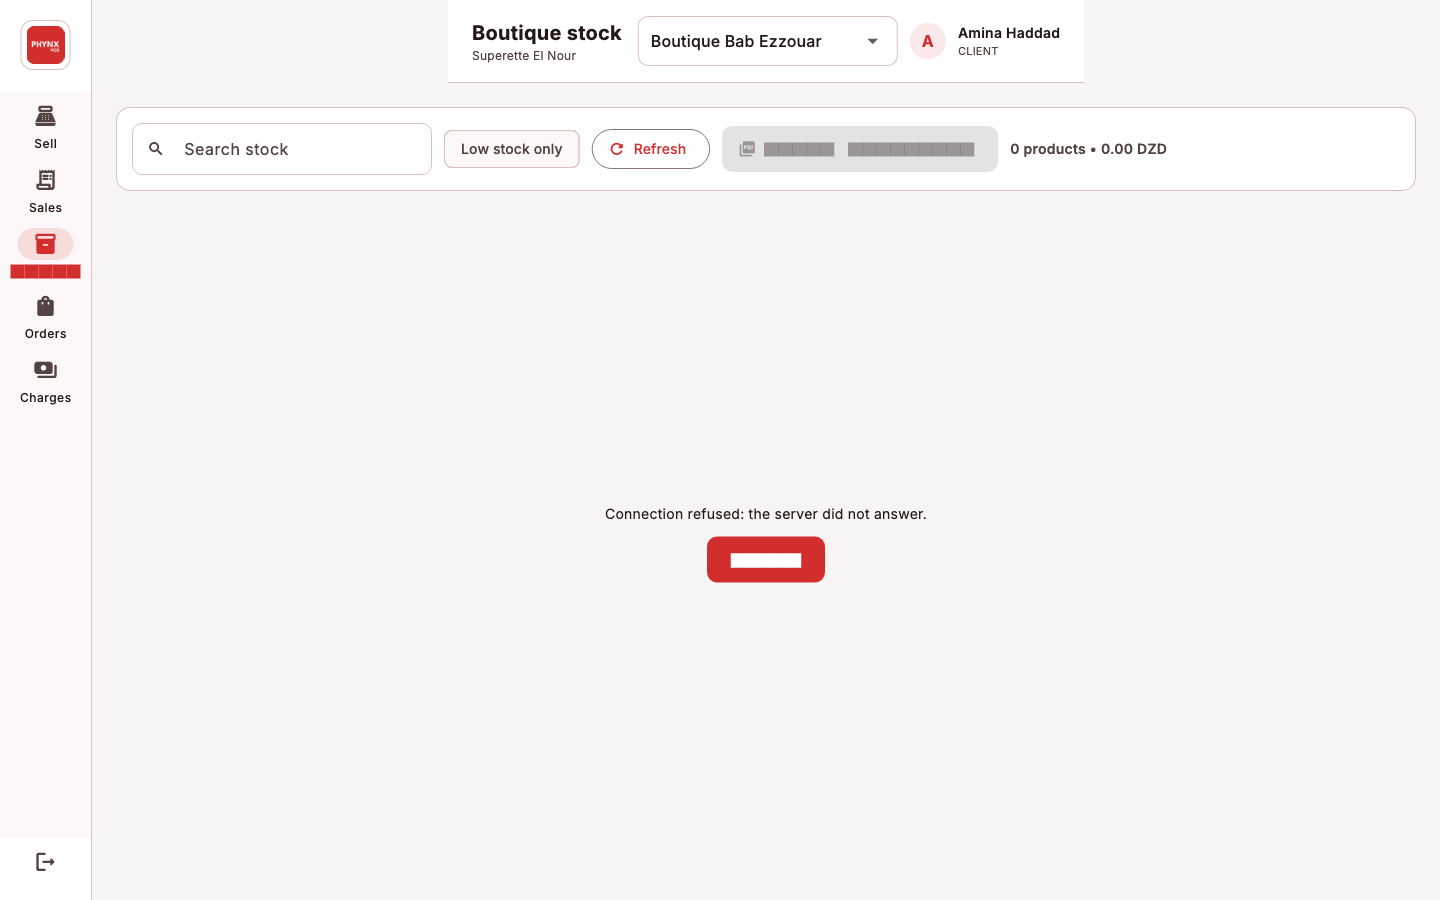 PHYNX
POS
Boutique stock
Superette El Nour
Boutique Bab Ezzouar
A
Amina Haddad
CLIENT
Sell
Sales
Orders
Charges
Search stock
Low stock only
Refresh
PDF
0 products • 0.00 DZD
Connection refused: the server did not answer.